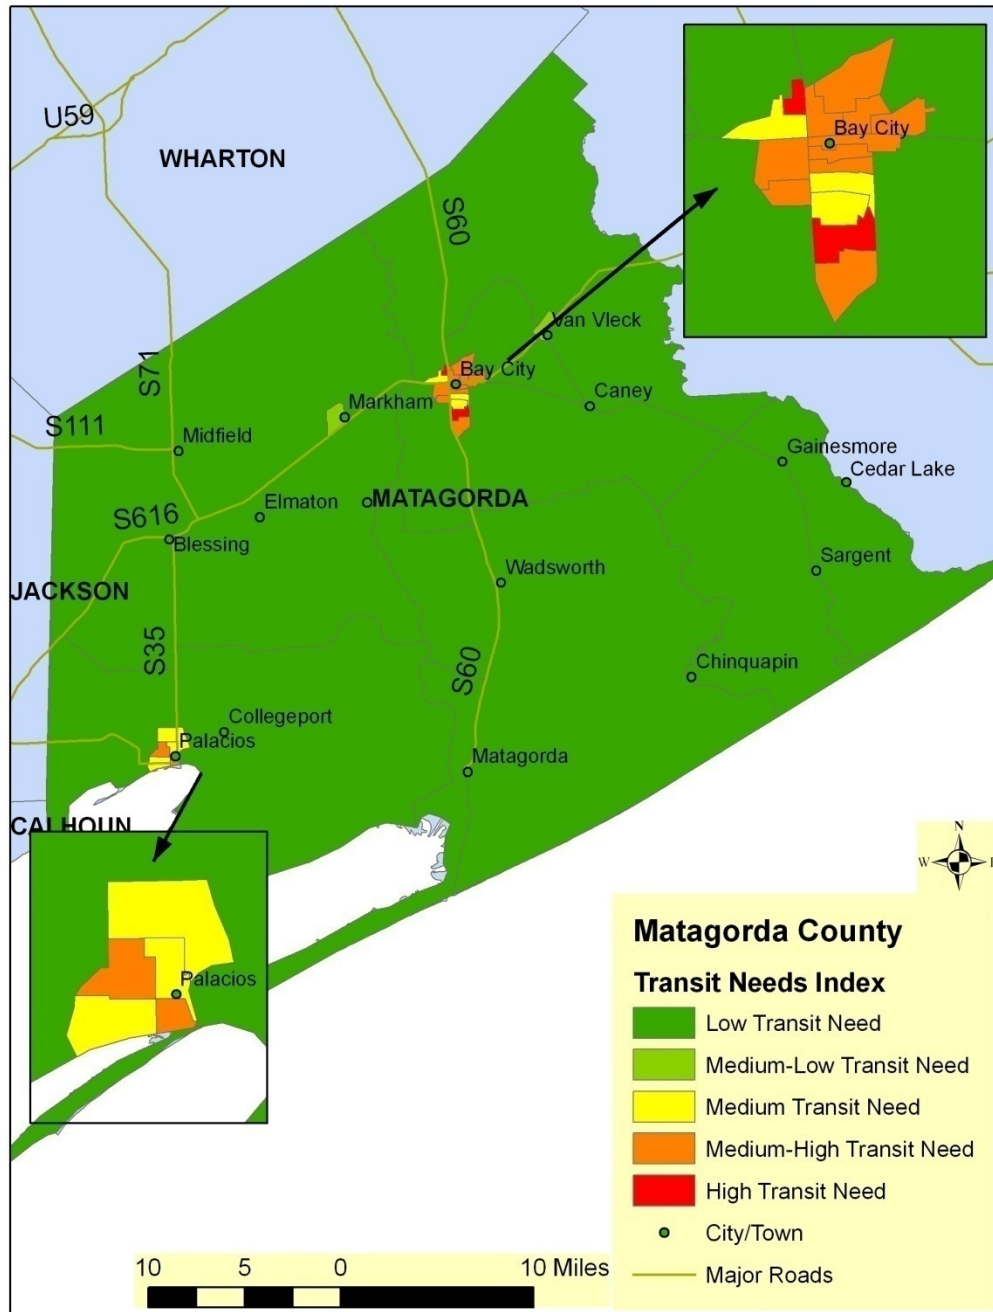 U59
WHARTON
Bay City
S60
Van Vleck
S71
Bay City
Markham
Caney
S111
Midfield
Gainesmore
Cedar Lake
Elmaton
MATAGORDA
S616
Blessing
Sargent
Wadsworth
JACKSON
S35
S60
Chinquapin
Collegeport
Palacios
Matagorda
CALHOUN
N
W
E
S
Palacios
Matagorda County
Transit Needs Index
Low Transit Need
Medium-Low Transit Need
Medium Transit Need
Medium-High Transit Need
High Transit Need
City/Town
Major Roads
10 5 0 10 Miles